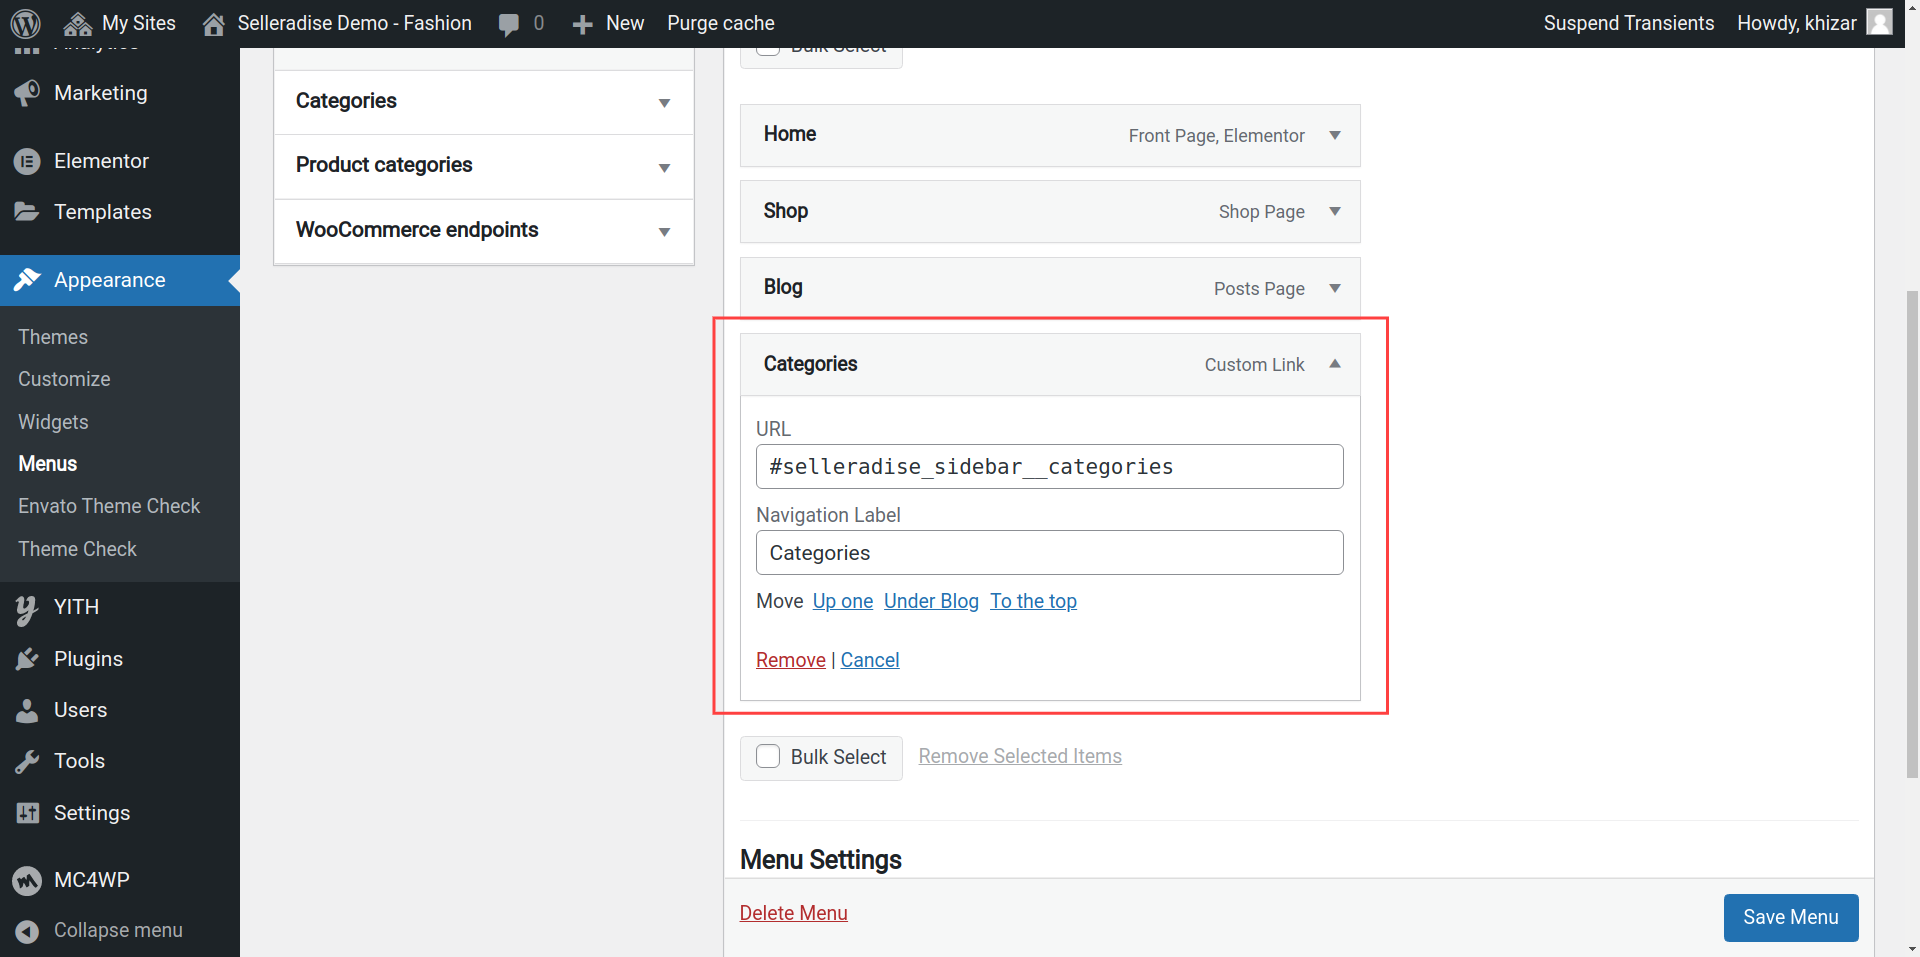 My Sites
Selleradise Demo - Fashion
0
New
Purge cache
Suspend Transients
Howdy, khizar
Analytics
Marketing
Elementor
Templates
Appearance
Themes
Customize
Widgets
Menus
Envato Theme Check
Theme Check
YITH
Plugins
Users
Tools
Settings
MC4WP
Collapse menu
Categories
Product categories
WooCommerce endpoints
Bulk Select
Home
Front Page, Elementor
Shop
Shop Page
Blog
Posts Page
Categories
Custom Link
URL
#selleradise_sidebar__categories
Navigation Label
Categories
Move Up one Under Blog To the top
Remove | Cancel
Bulk Select
Remove Selected Items
Menu Settings
Delete Menu
Save Menu